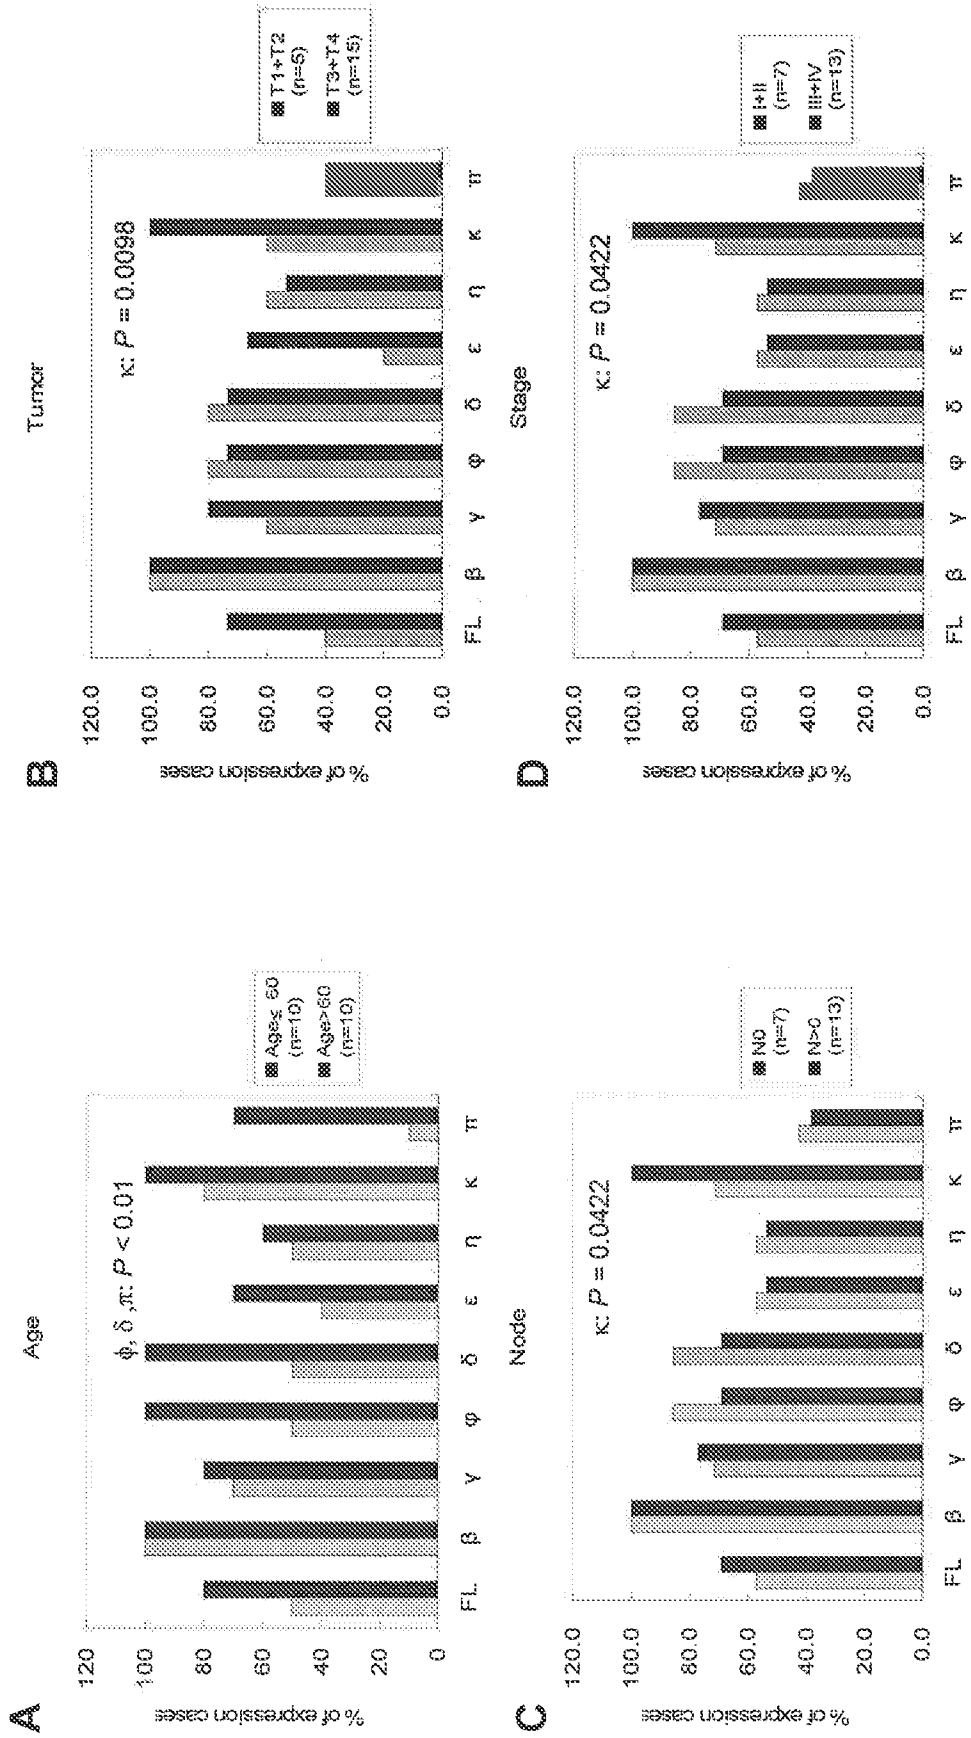 A
Age
120
100
80
60
40
20
0
% of expression cases
ϕ, δ ,π: P < 0.01
FL β γ φ δ ε η κ π
Age≤ 60
(n=10)
Age>60
(n=10)
B
Tumor
120.0
100.0
80.0
60.0
40.0
20.0
0.0
% of expression cases
κ: P = 0.0098
FL β γ φ δ ε η κ π
T1+T2
(n=5)
T3+T4
(n=15)
C
Node
120.0
100.0
80.0
60.0
40.0
20.0
0.0
% of expression cases
κ: P = 0.0422
FL β γ φ δ ε η κ π
N0
(n=7)
N>0
(n=13)
D
Stage
120.0
100.0
80.0
60.0
40.0
20.0
0.0
% of expression cases
κ: P = 0.0422
FL β γ φ δ ε η κ π
I+II
(n=7)
III+IV
(n=13)